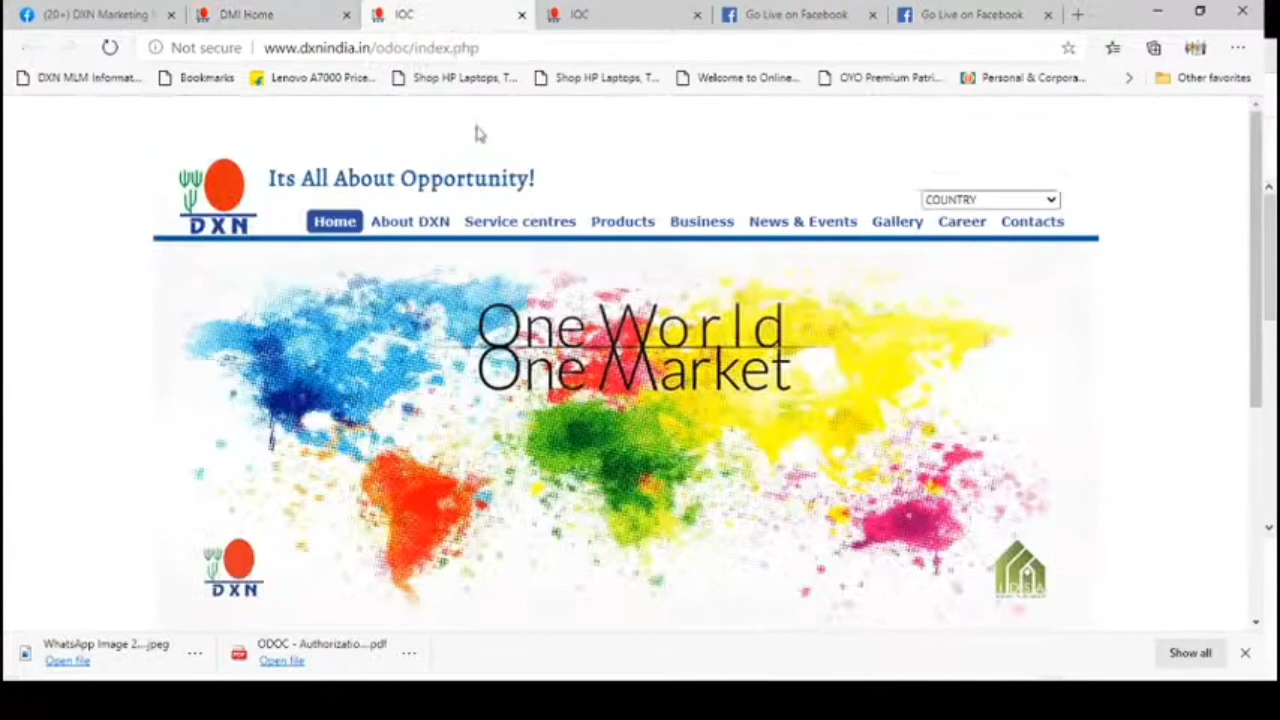 (20+) DXN Marketing
DMI Home
IOC
IOC
Go Live on Facebook
Go Live on Facebook
Not secure
www.dxnindia.in/odoc/index.php
DXN MLM Informat...
Bookmarks
Lenovo A7000 Price...
Shop HP Laptops, T...
Shop HP Laptops, T...
Welcome to Online...
OYO Premium Patri...
Personal & Corpora...
Other favorites
Its All About Opportunity!
COUNTRY
DXN
Home About DXN Service centres Products Business News & Events Gallery Career Contacts
One World
One Market
DXN
IDSA
WhatsApp Image 2....jpeg
Open file
ODOC - Authorizatio....pdf
Open file
Show all